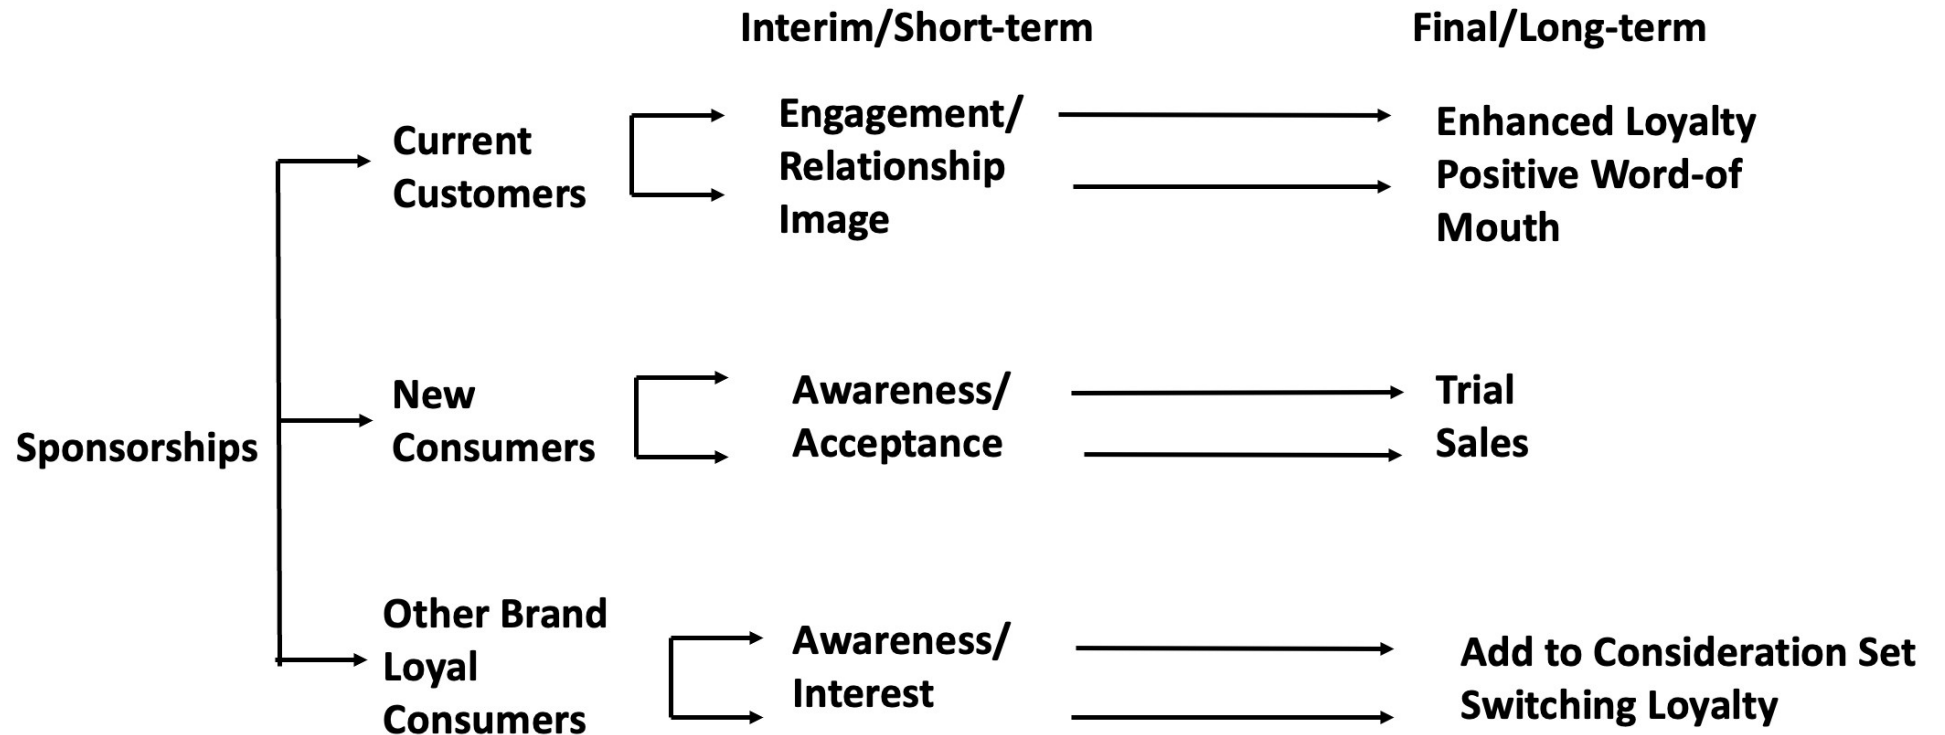 Interim/Short-term
Final/Long-term
Sponsorships
Current
Customers
Engagement/
Relationship
Image
Enhanced Loyalty
Positive Word-of
Mouth
New
Consumers
Awareness/
Acceptance
Trial
Sales
Other Brand
Loyal
Consumers
Awareness/
Interest
Add to Consideration Set
Switching Loyalty